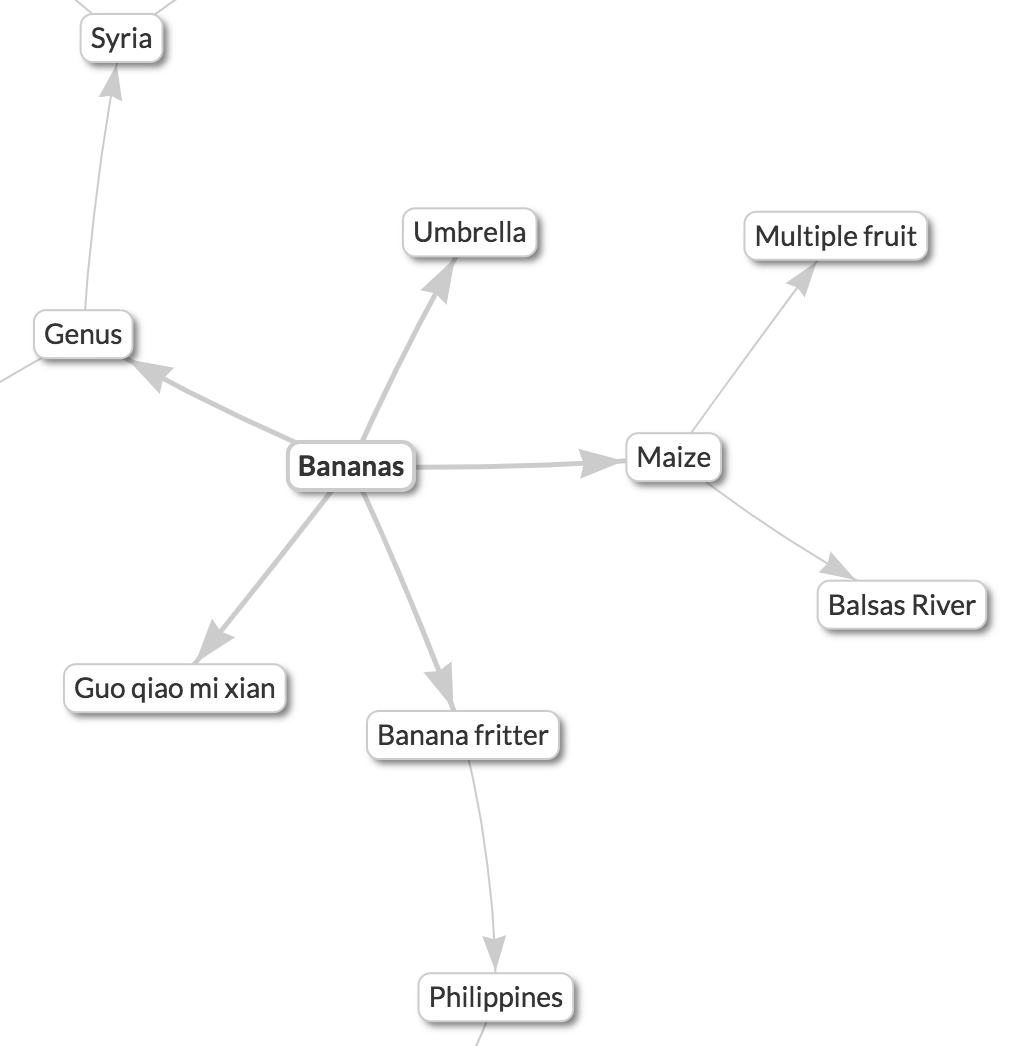 Syria
Umbrella
Multiple fruit
Genus
Bananas
Maize
Balsas River
Guo qiao mi xian
Banana fritter
Philippines